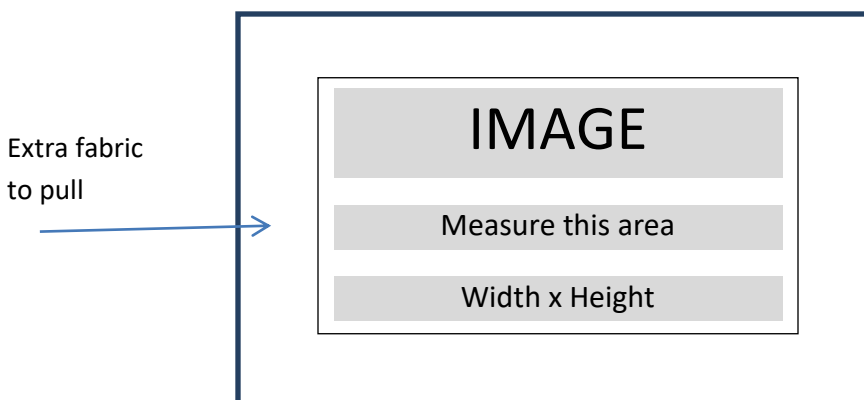 Extra fabric
to pull
IMAGE
Measure this area
Width x Height